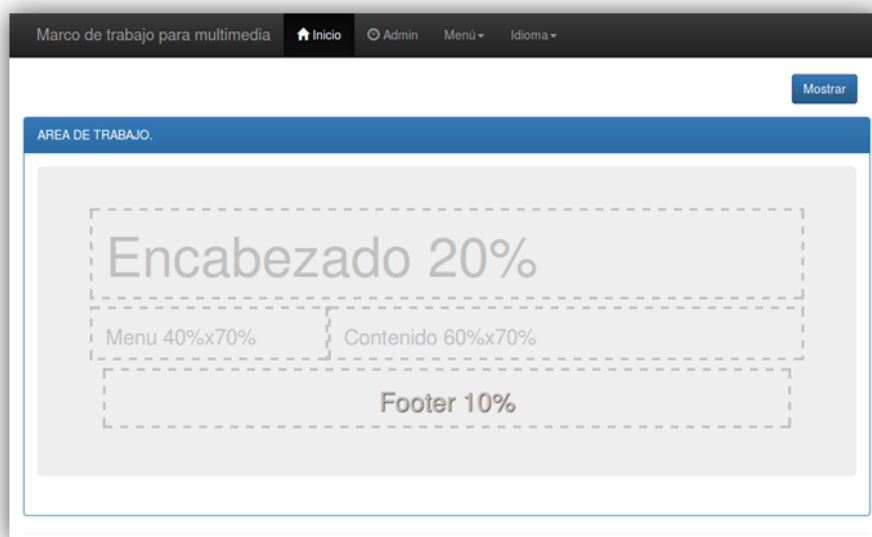 Marco de trabajo para multimedia Inicio Admin Menú Idioma
Mostrar
AREA DE TRABAJO.
Encabezado 20%
Menu 40%x70% Contenido 60%x70%
Footer 10%